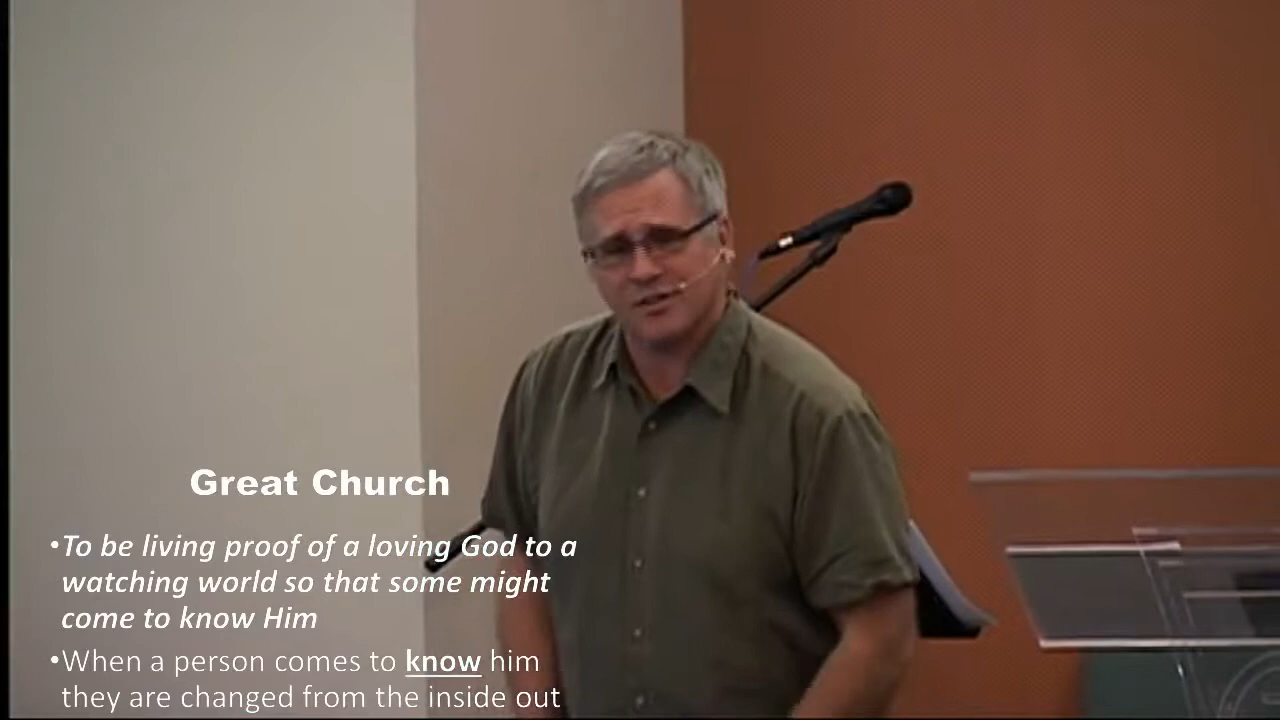 Great Church
•To be living proof of a loving God to a
watching world so that some might
come to know Him
•When a person comes to know him
they are changed from the inside out